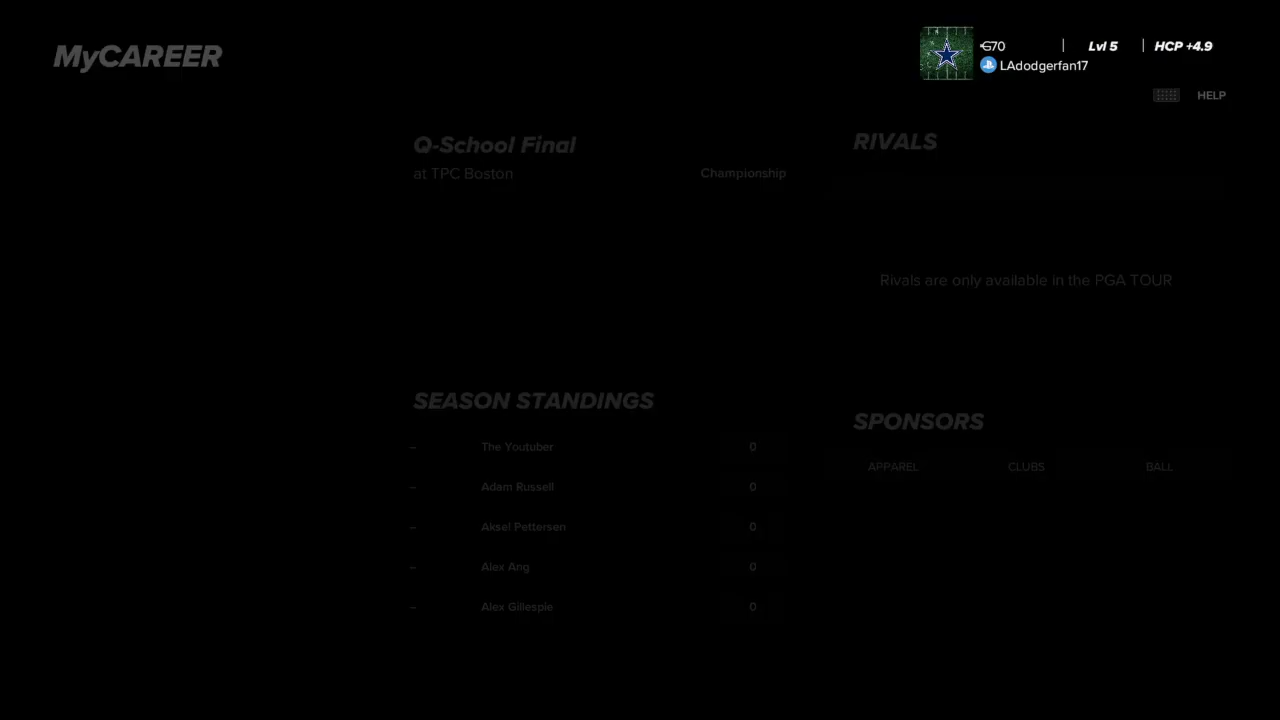 MyCAREER
G70
Lvl 5
HCP +4.9
LAdodgerfan17
HELP
Q-School Final
at TPC Boston
Championship
RIVALS
Rivals are only available in the PGA TOUR
SEASON STANDINGS
– The Youtuber 0
– Adam Russell 0
– Aksel Pettersen 0
– Alex Ang 0
– Alex Gillespie 0
SPONSORS
APPAREL CLUBS BALL